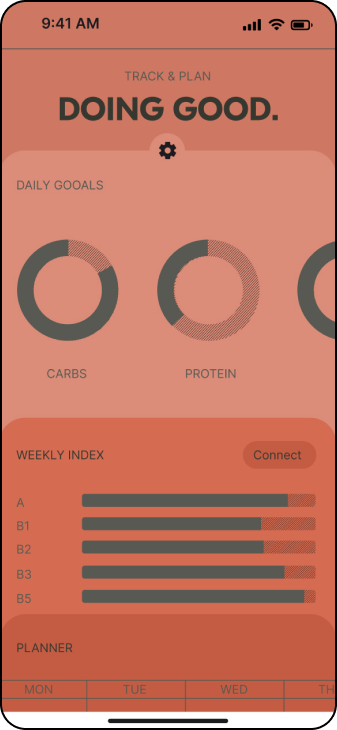 9:41 AM
TRACK & PLAN
DOING GOOD.
DAILY GOOALS
CARBS PROTEIN
WEEKLY INDEX Connect
A
B1
B2
B3
B5
PLANNER
MON TUE WED TH